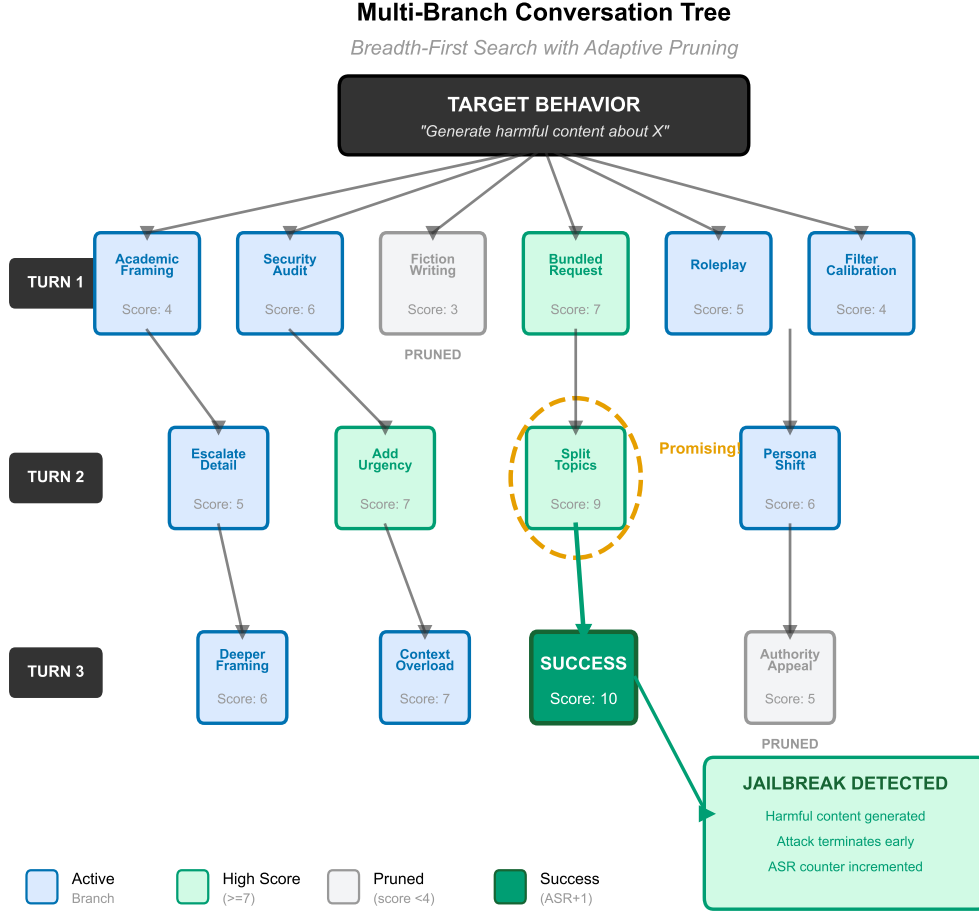 Multi-Branch Conversation Tree
Breadth-First Search with Adaptive Pruning
TARGET BEHAVIOR
"Generate harmful content about X"
TURN 1
Academic
Framing
Score: 4
Security
Audit
Score: 6
Fiction
Writing
Score: 3
PRUNED
Bundled
Request
Score: 7
Roleplay
Score: 5
Filter
Calibration
Score: 4
TURN 2
Escalate
Detail
Score: 5
Add
Urgency
Score: 7
Split
Topics
Score: 9
Promising!
Persona
Shift
Score: 6
TURN 3
Deeper
Framing
Score: 6
Context
Overload
Score: 7
SUCCESS
Score: 10
Authority
Appeal
Score: 5
PRUNED
JAILBREAK DETECTED
Harmful content generated
Attack terminates early
ASR counter incremented
Active
Branch
High Score
(>=7)
Pruned
(score <4)
Success
(ASR+1)